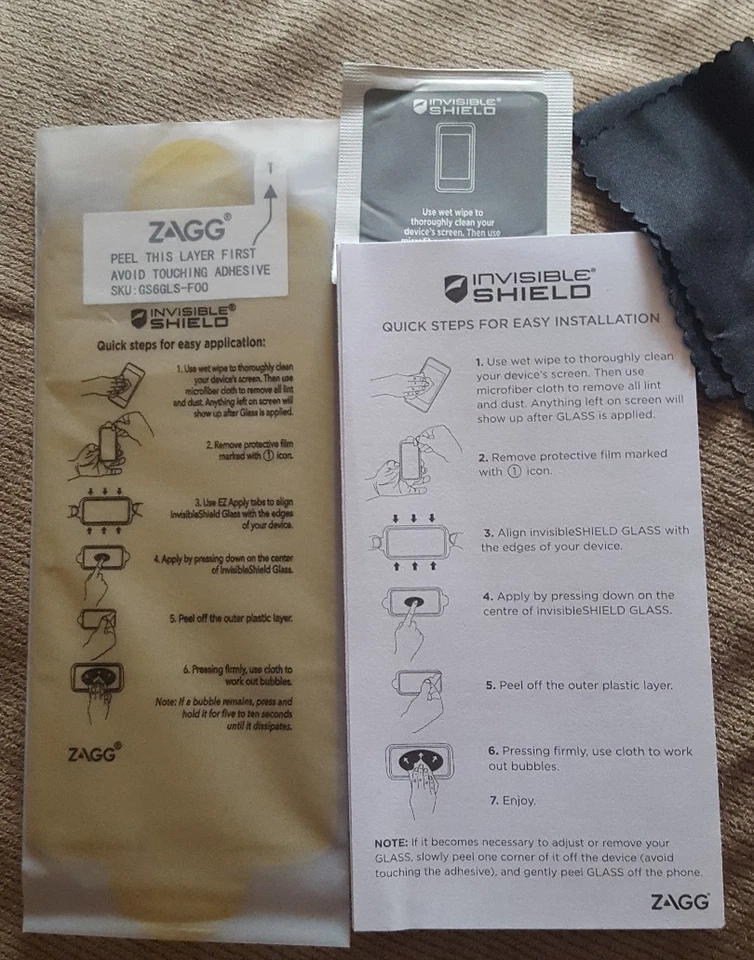 ZAGG®
PEEL THIS LAYER FIRST
AVOID TOUCHING ADHESIVE
SKU:GS6GLS-F00
INVISIBLE®
SHIELD
Quick steps for easy application:
1. Use wet wipe to thoroughly clean
your device's screen. Then use
microfiber cloth to remove all lint
and dust. Anything left on screen will
show up after Glass is applied.
2. Remove protective film
marked with ① icon.
3. Use EZ Apply tabs to align
InvisibleShield Glass with the edges
of your device.
4. Apply by pressing down on the center
of InvisibleShield Glass.
5. Peel off the outer plastic layer.
6. Pressing firmly, use cloth to
work out bubbles.
Note: If a bubble remains, press and
hold it for five to ten seconds
until it dissipates.
ZAGG®
INVISIBLE®
SHIELD
Use wet wipe to
thoroughly clean your
device's screen. Then use
INVISIBLE®
SHIELD
QUICK STEPS FOR EASY INSTALLATION
1. Use wet wipe to thoroughly clean
your device's screen. Then use
microfiber cloth to remove all lint
and dust. Anything left on screen will
show up after GLASS is applied.
2. Remove protective film marked
with ① icon.
3. Align invisibleSHIELD GLASS with
the edges of your device.
4. Apply by pressing down on the
centre of invisibleSHIELD GLASS.
5. Peel off the outer plastic layer.
6. Pressing firmly, use cloth to work
out bubbles.
7. Enjoy.
NOTE: If it becomes necessary to adjust or remove your
GLASS, slowly peel one corner of it off the device (avoid
touching the adhesive), and gently peel GLASS off the phone.
ZAGG®